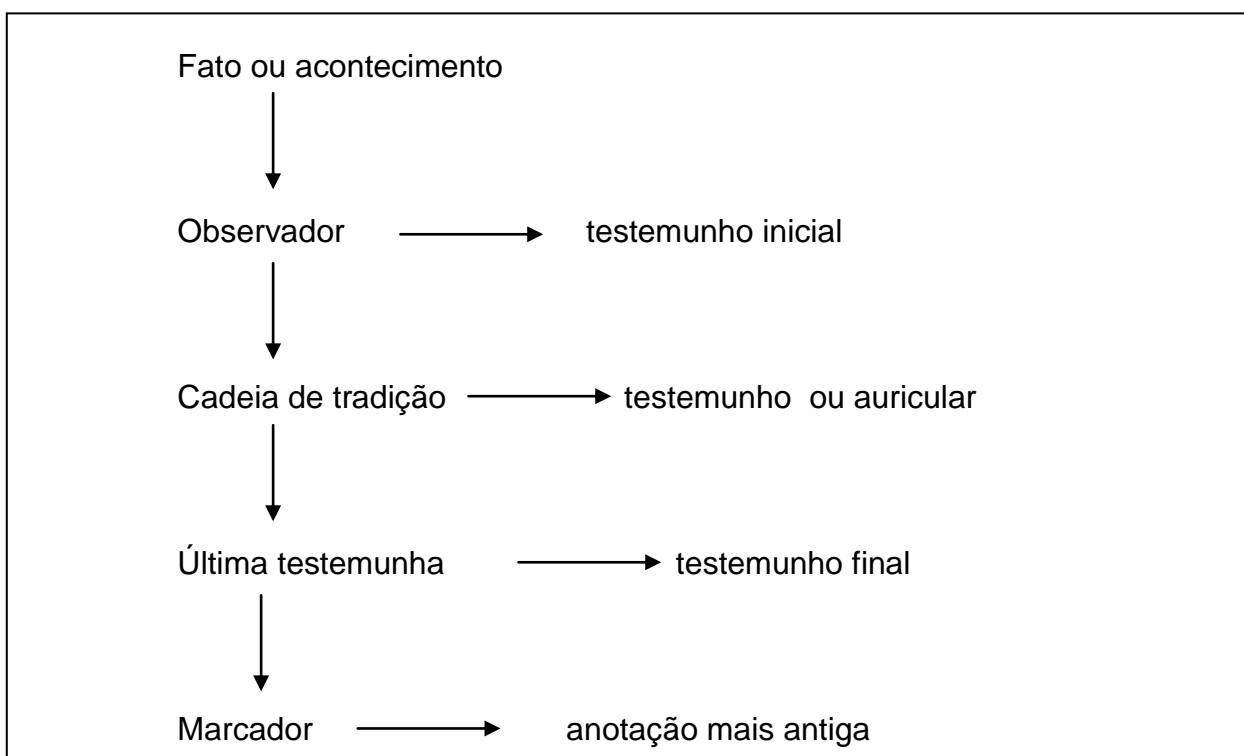 Fato ou acontecimento
Observador testemunho inicial
Cadeia de tradição testemunho ou auricular
Última testemunha testemunho final
Marcador anotação mais antiga